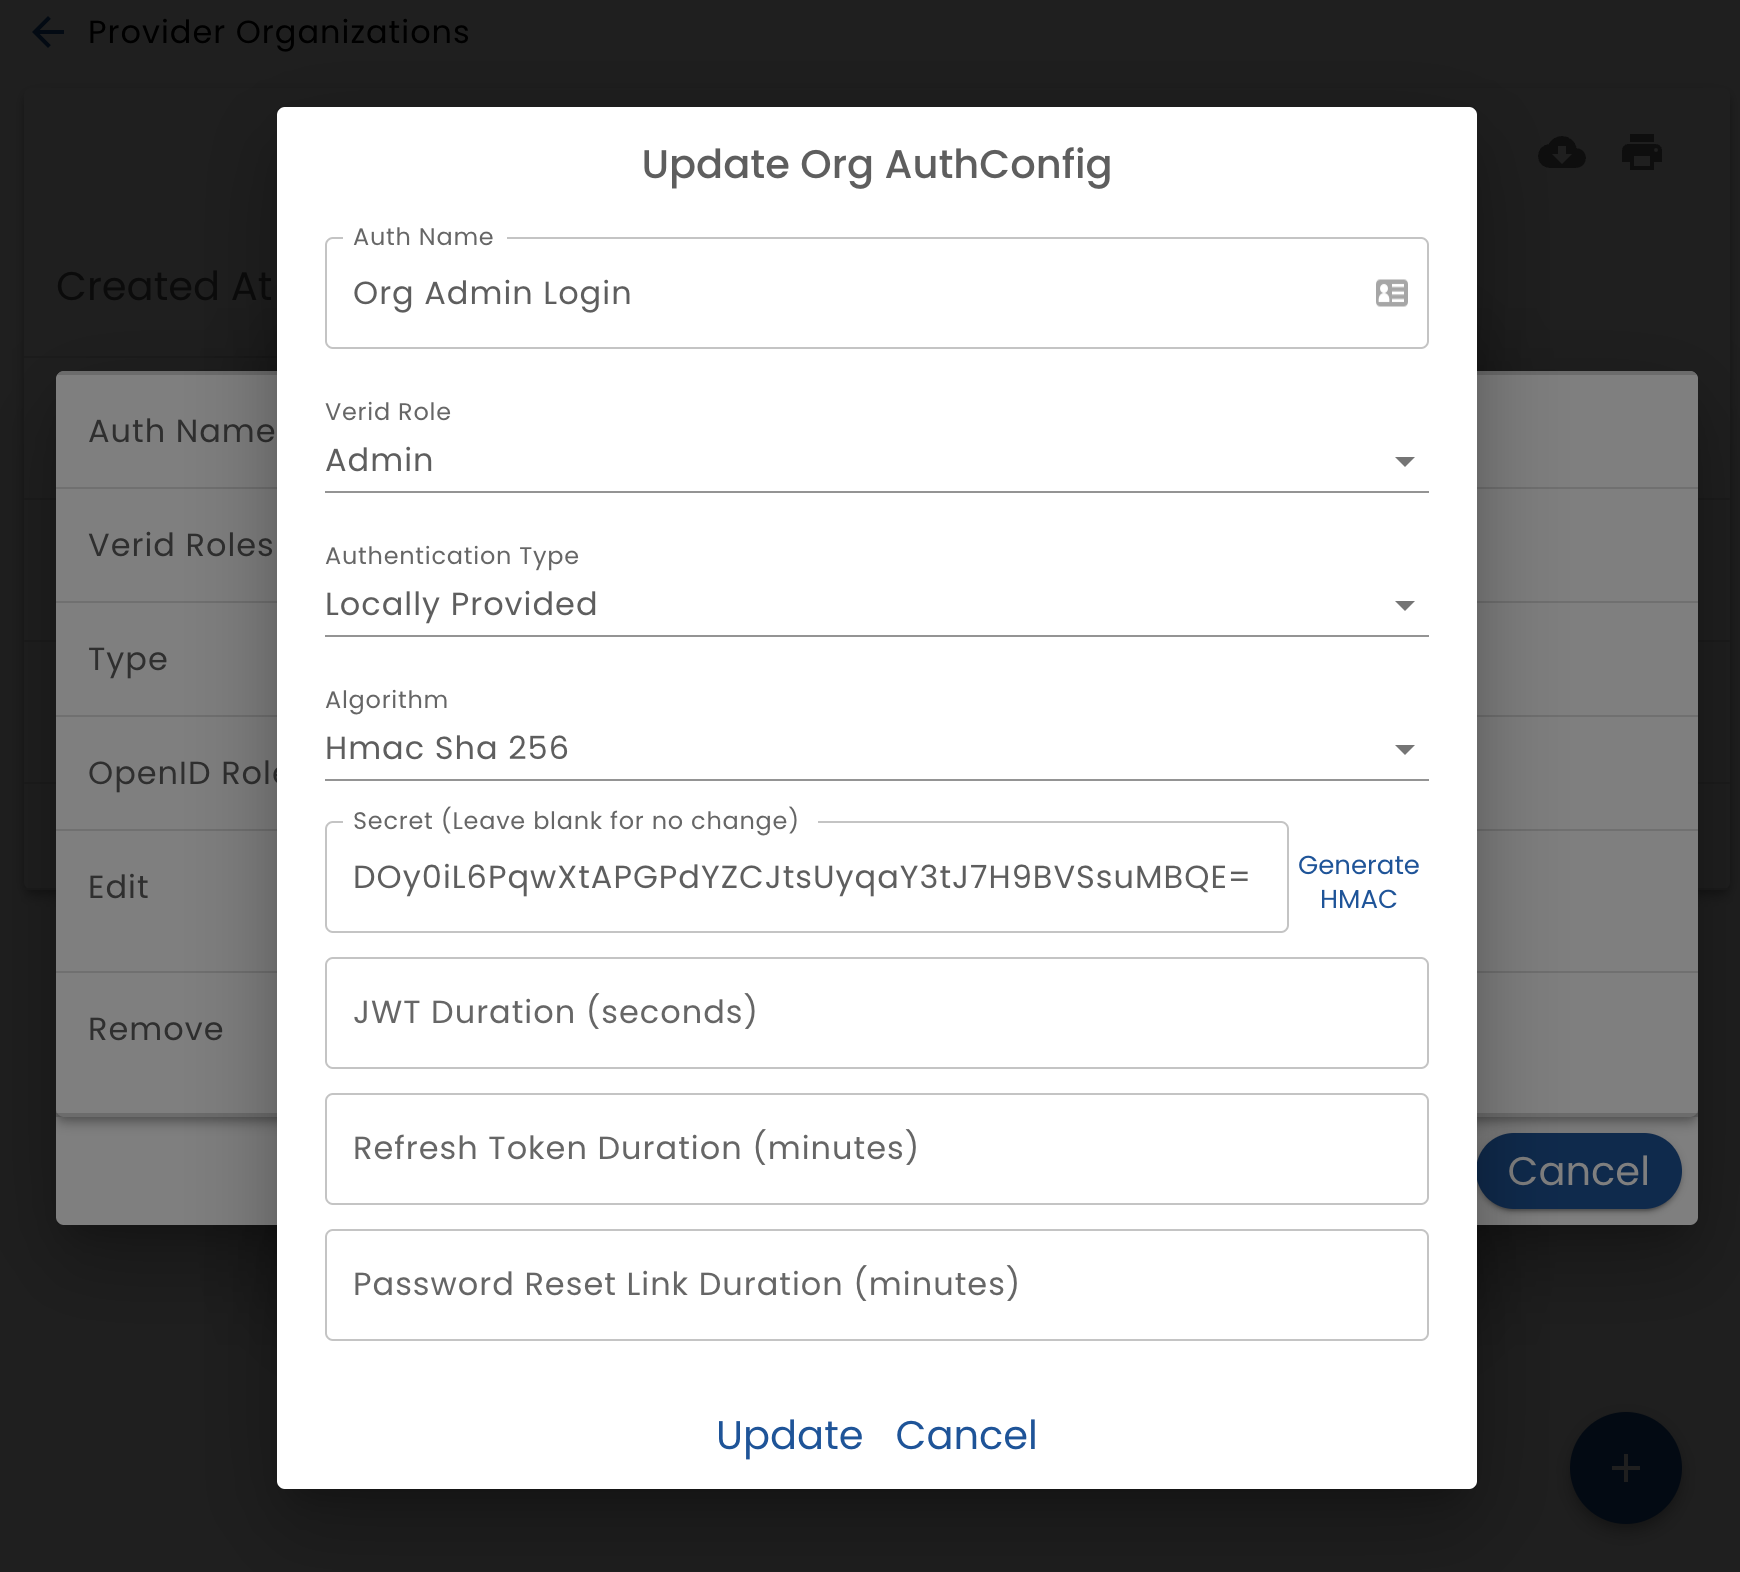 Provider Organizations
Created At
Auth Name
Verid Roles
Type
OpenID Role
Edit
Remove
Cancel
Update Org AuthConfig
Auth Name
Org Admin Login
Verid Role
Admin
Authentication Type
Locally Provided
Algorithm
Hmac Sha 256
Secret (Leave blank for no change)
DOy0iL6PqwXtAPGPdYZCJtsUyqaY3tJ7H9BVSsuMBQE=
Generate
HMAC
JWT Duration (seconds)
Refresh Token Duration (minutes)
Password Reset Link Duration (minutes)
Update Cancel